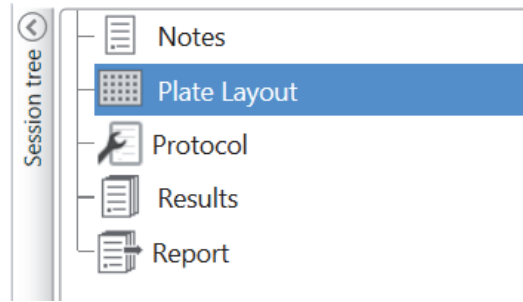 Session tree
Notes
Plate Layout
Protocol
Results
Report